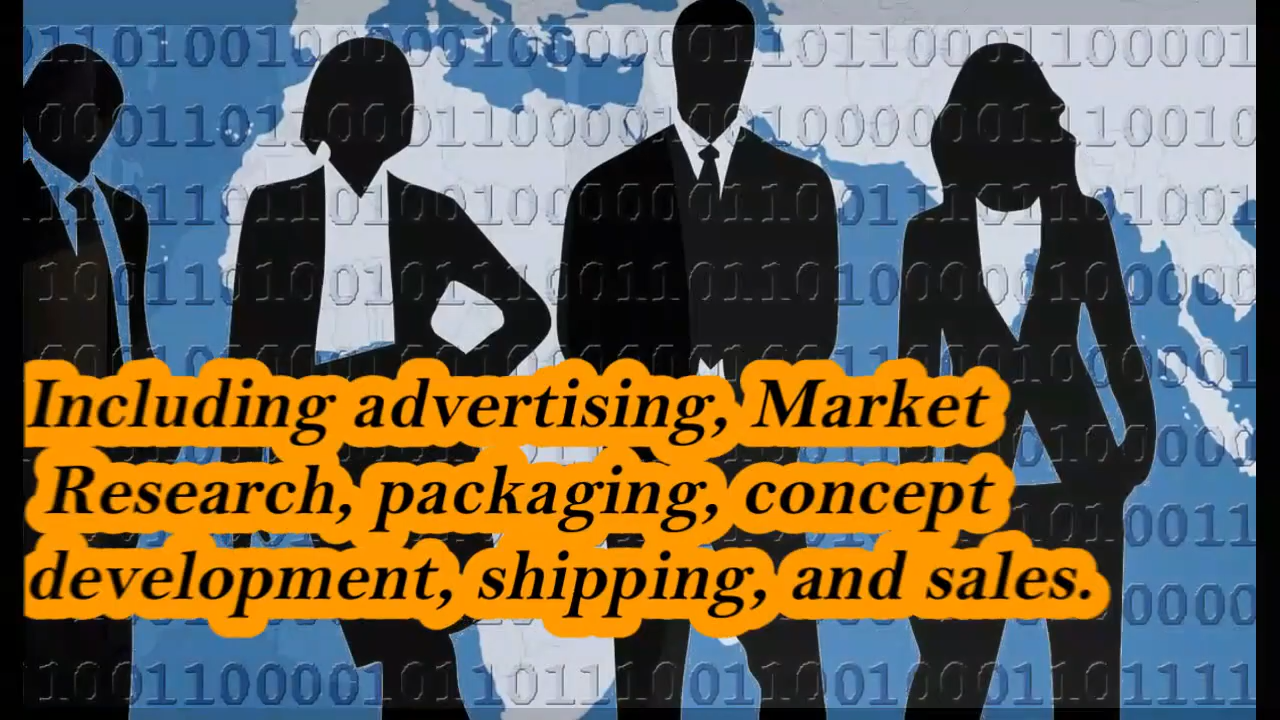 Including advertising, Market
Research, packaging, concept
development, shipping, and sales.